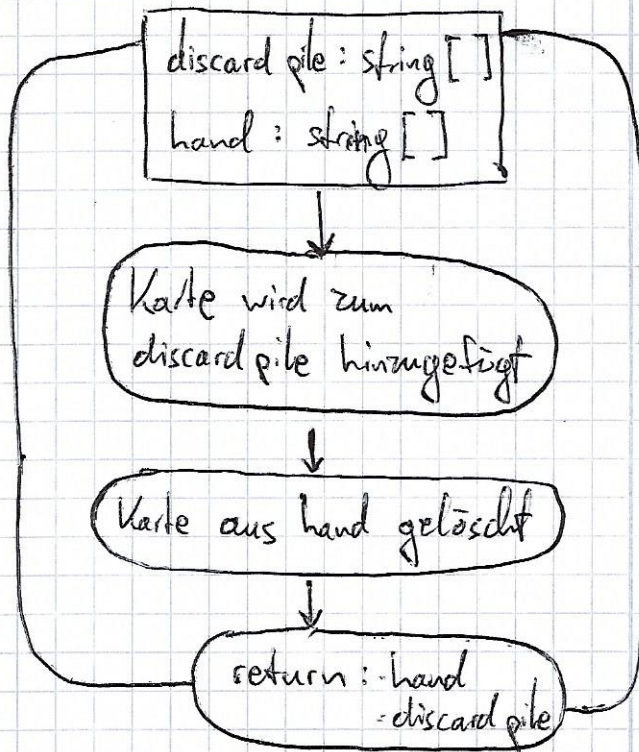 discard pile : string [ ]
hand : string [ ]
Karte wird zum
discard pile hinzugefügt
Karte aus hand gelöscht
return : - hand
- discard pile